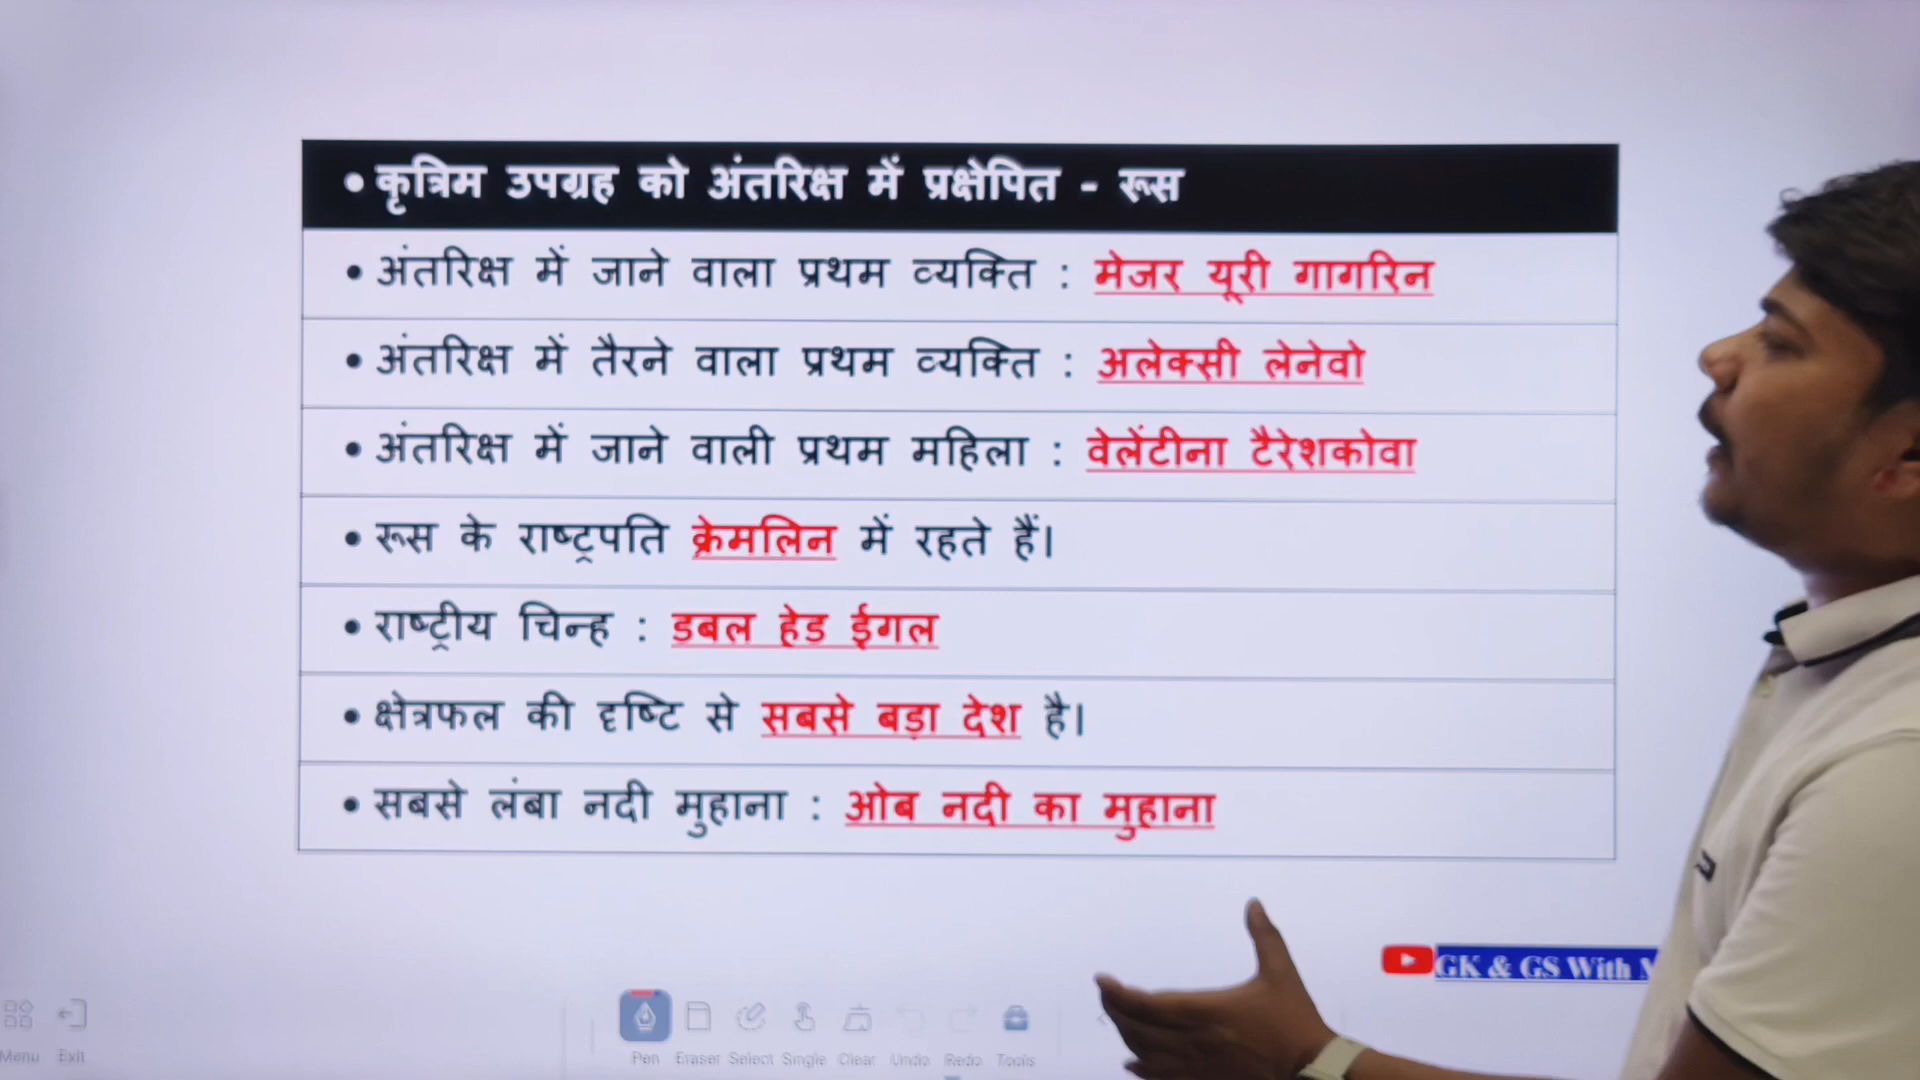 • कृत्रिम उपग्रह को अंतरिक्ष में प्रक्षेपित - रूस
• अंतरिक्ष में जाने वाला प्रथम व्यक्ति : मेजर यूरी गागरिन
• अंतरिक्ष में तैरने वाला प्रथम व्यक्ति : अलेक्सी लेनेवो
• अंतरिक्ष में जाने वाली प्रथम महिला : वेलेंटीना टैरेशकोवा
• रूस के राष्ट्रपति क्रेमलिन में रहते हैं।
• राष्ट्रीय चिन्ह : डबल हेड ईगल
• क्षेत्रफल की दृष्टि से सबसे बड़ा देश है।
• सबसे लंबा नदी मुहाना : ओब नदी का मुहाना
GK & GS With
Menu Exit Pen Eraser Select Single Clear Undo Redo Tools